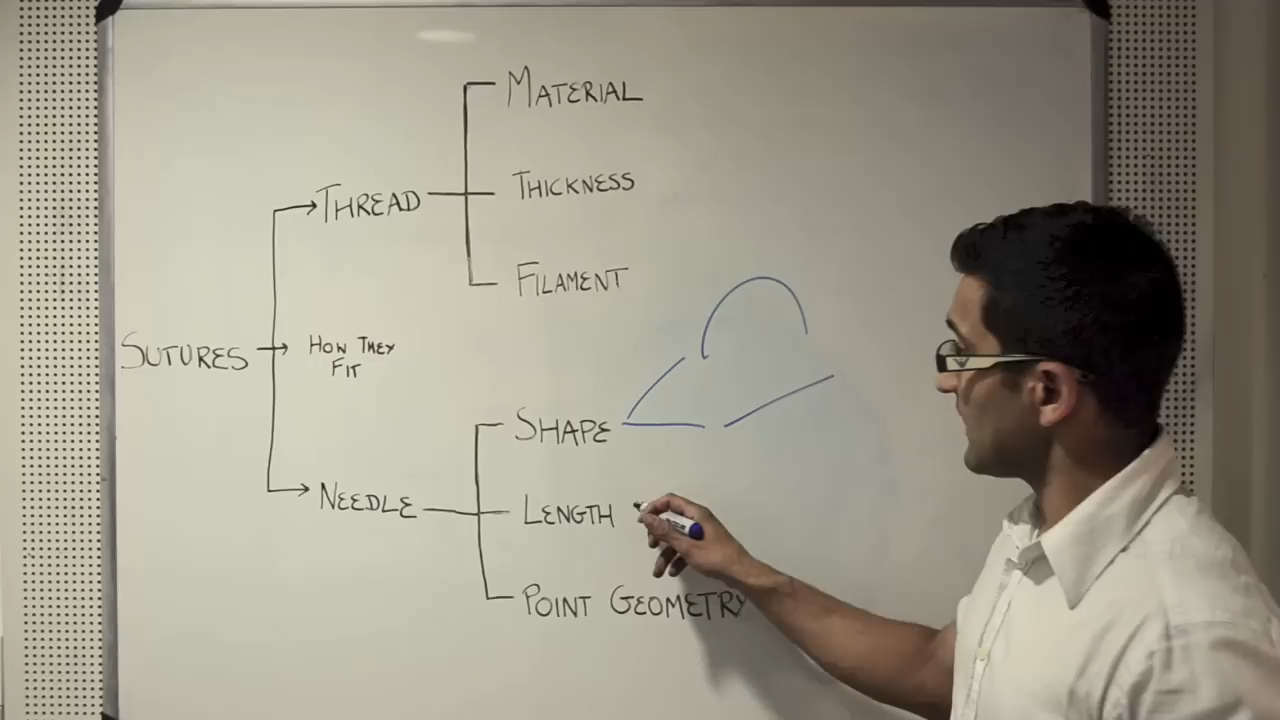 MATERIAL
THICKNESS
THREAD
FILAMENT
SUTURES
HOW THEY
FIT
SHAPE
LENGTH
NEEDLE
POINT GEOMETRY